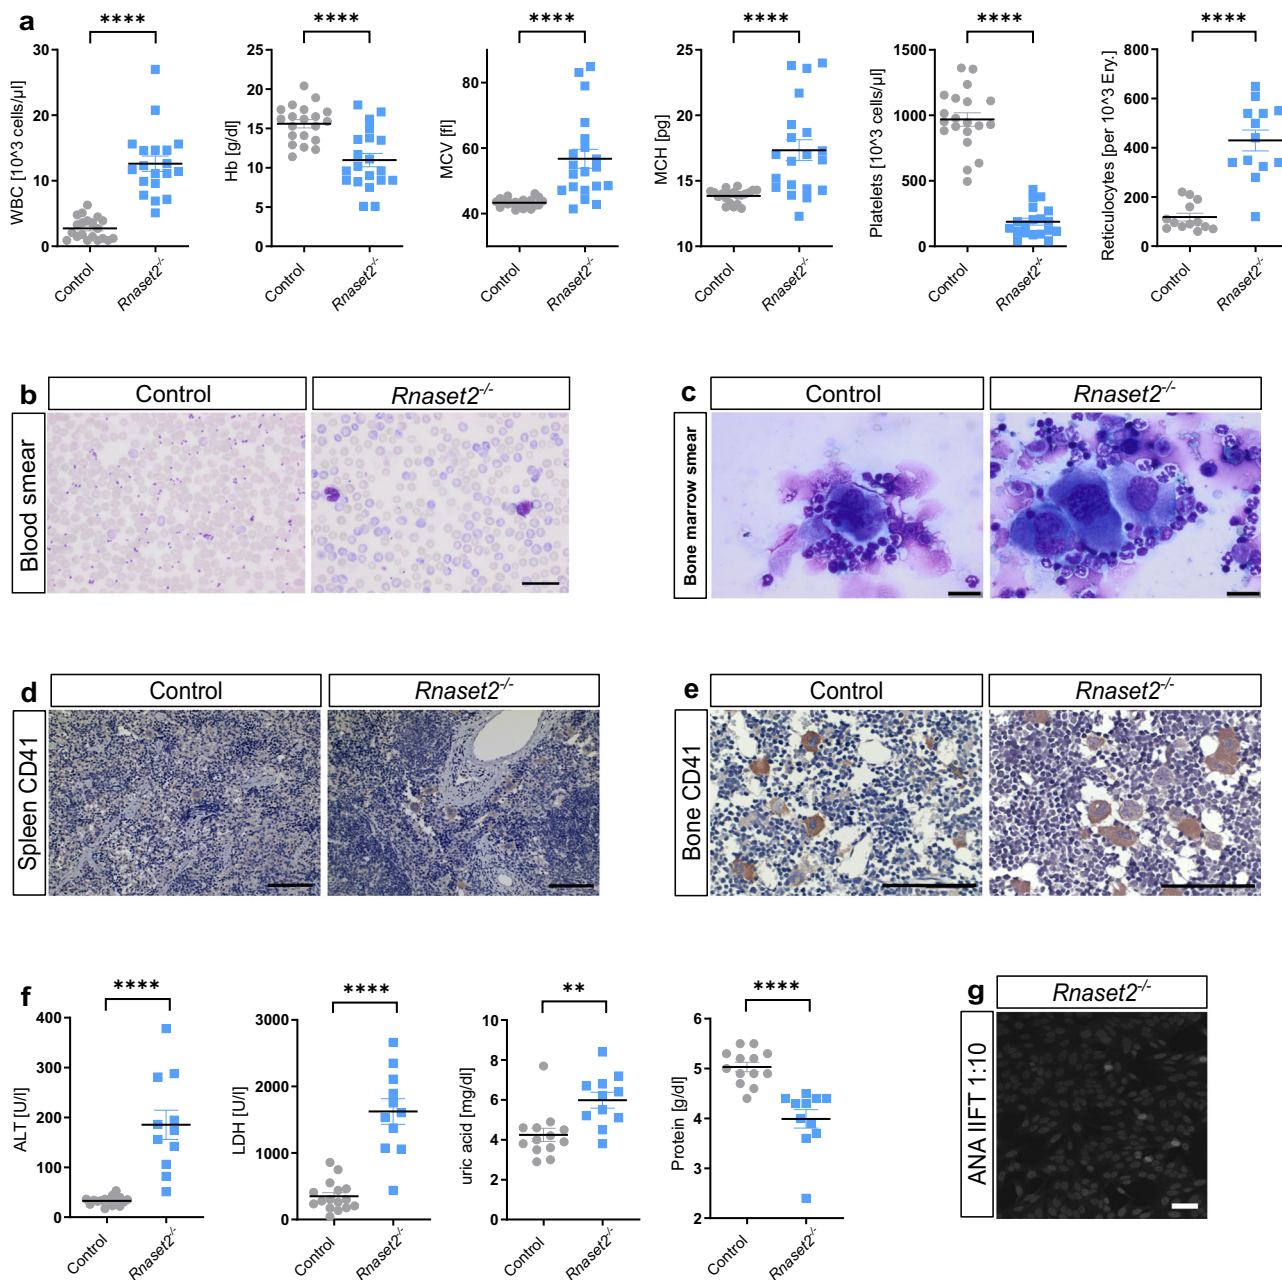 a
****
****
****
****
****
****
WBC [10^3 cells/µl]
30
20
10
0
Control
Rnaset2-/-
Hb [g/dl]
25
20
15
10
5
0
Control
Rnaset2-/-
MCV [fl]
80
60
40
Control
Rnaset2-/-
MCH [pg]
25
20
15
10
Control
Rnaset2-/-
Platelets [10^3 cells/µl]
1500
1000
500
0
Control
Rnaset2-/-
Reticulocytes [per 10^3 Ery.]
800
600
400
200
0
Control
Rnaset2-/-
b
Control
Rnaset2-/-
Blood smear
c
Control
Rnaset2-/-
Bone marrow smear
d
Control
Rnaset2-/-
Spleen CD41
e
Control
Rnaset2-/-
Bone CD41
f
****
****
**
****
ALT [U/l]
400
300
200
100
0
Control
Rnaset2-/-
LDH [U/l]
3000
2000
1000
0
Control
Rnaset2-/-
uric acid [mg/dl]
10
8
6
4
2
0
Control
Rnaset2-/-
Protein [g/dl]
6
5
4
3
2
Control
Rnaset2-/-
g
Rnaset2-/-
ANA IIFT 1:10